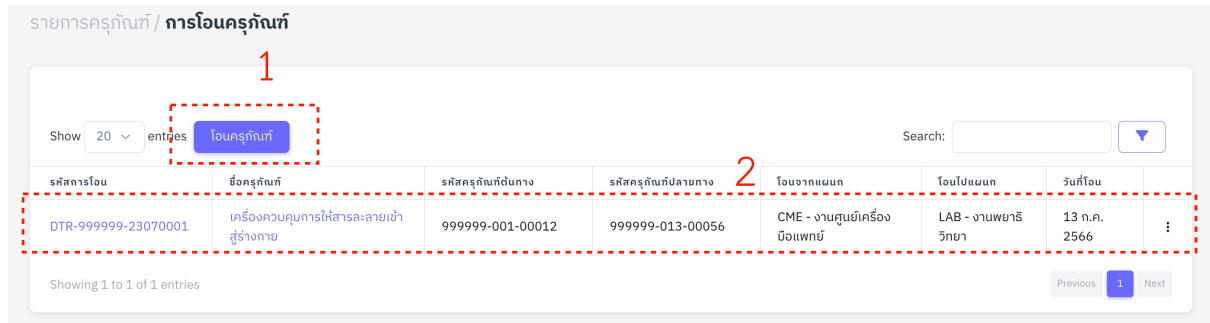 รายการครุภัณฑ์ / การโอนครุภัณฑ์
1
Show 20 entries โอนครุภัณฑ์ Search:
2
รหัสการโอน ชื่อครุภัณฑ์ รหัสครุภัณฑ์ต้นทาง รหัสครุภัณฑ์ปลายทาง โอนจากแผนก โอนไปแผนก วันที่โอน
DTR-999999-23070001 เครื่องควบคุมการให้สารละลายเข้า 999999-001-00012 999999-013-00056 CME - งานศูนย์เครื่อง LAB - งานพยาธิ 13 ก.ค.
สู่ร่างกาย มือแพทย์ วิทยา 2566
Showing 1 to 1 of 1 entries Previous 1 Next